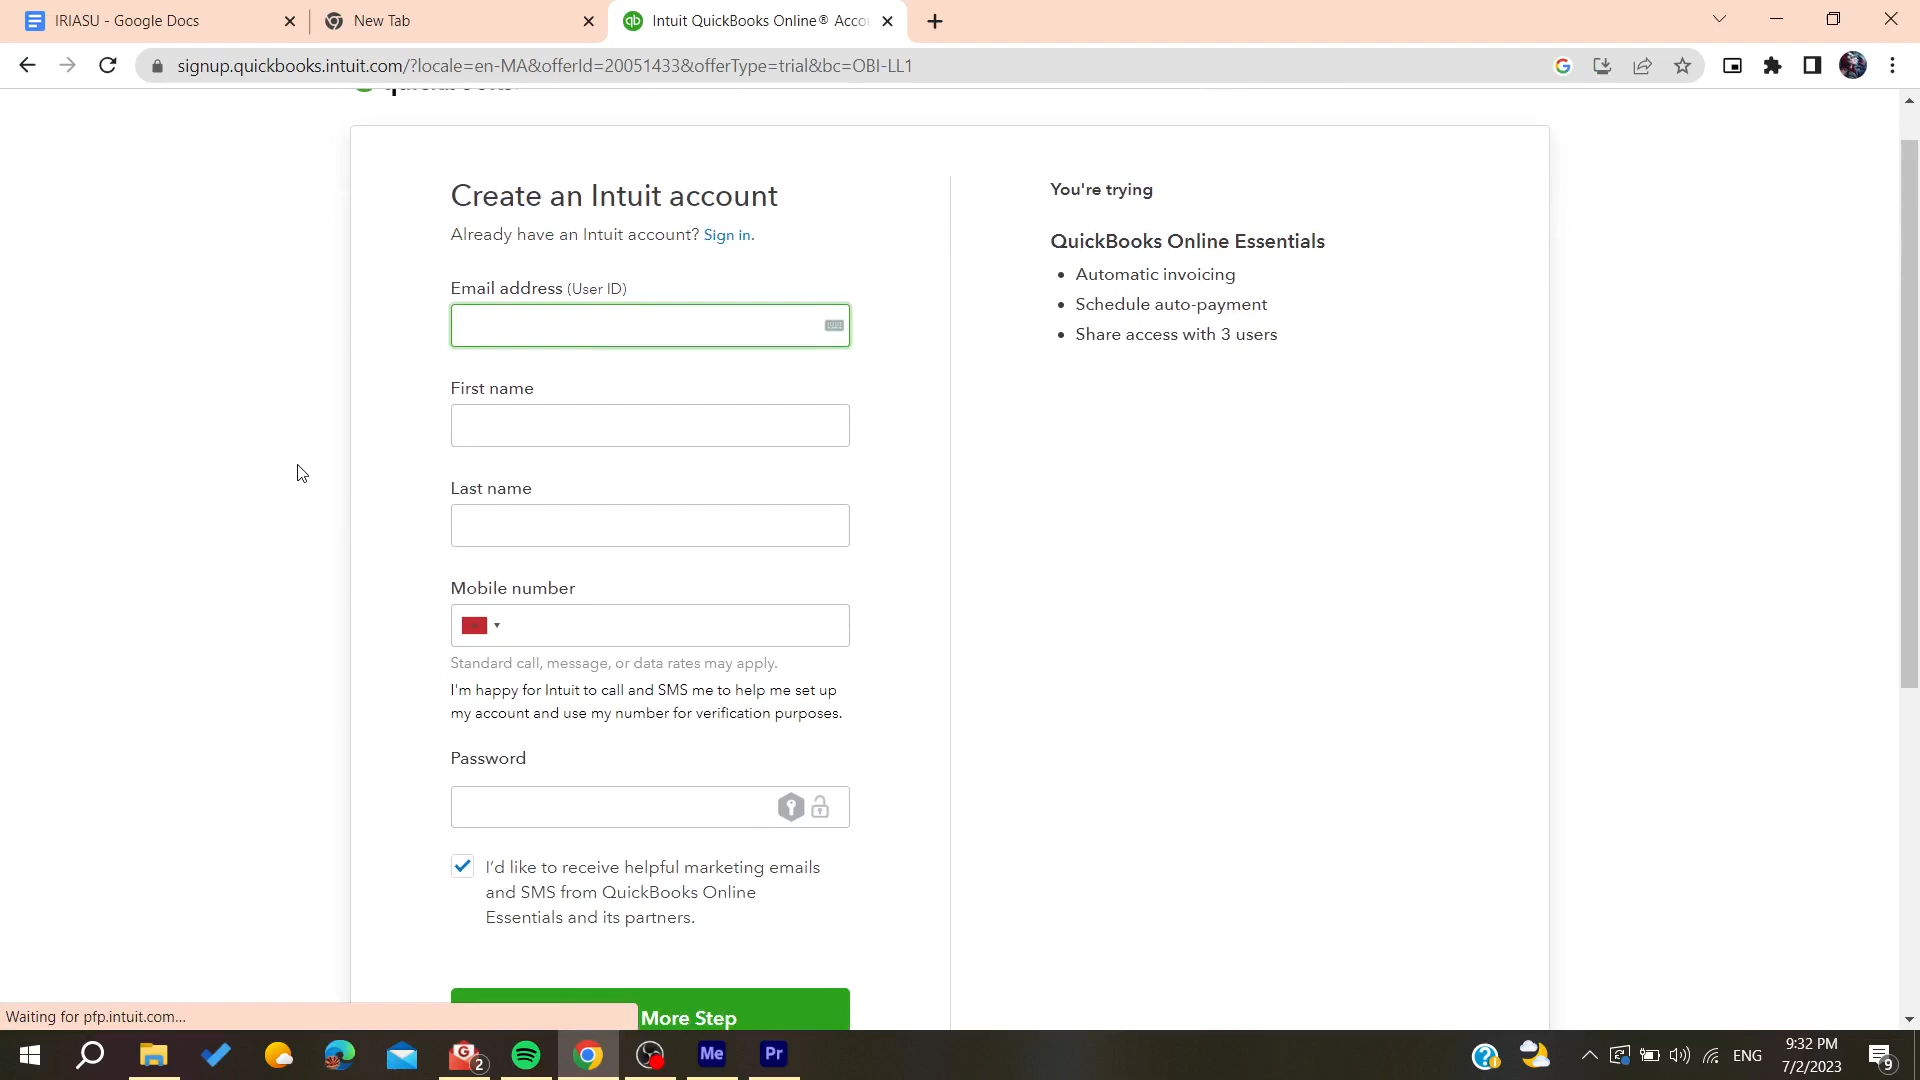 IRIASU - Google Docs
New Tab
Intuit QuickBooks Online® Accou
signup.quickbooks.intuit.com/?locale=en-MA&offerId=20051433&offerType=trial&bc=OBI-LL1
Create an Intuit account
Already have an Intuit account? Sign in.
Email address (User ID)
First name
Last name
Mobile number
Standard call, message, or data rates may apply.
I'm happy for Intuit to call and SMS me to help me set up
my account and use my number for verification purposes.
Password
I'd like to receive helpful marketing emails
and SMS from QuickBooks Online
Essentials and its partners.
More Step
You're trying
QuickBooks Online Essentials
• Automatic invoicing
• Schedule auto-payment
• Share access with 3 users
Waiting for pfp.intuit.com...
2
Me
Pr
ENG
9:32 PM
7/2/2023
9